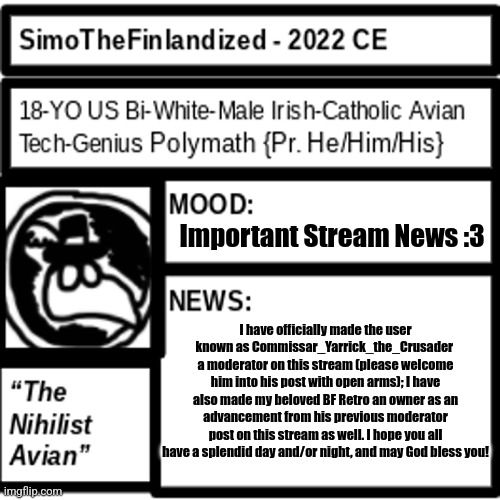 SimoTheFinlandized - 2022 CE
18-YO US Bi-White-Male Irish-Catholic Avian
Tech-Genius Polymath {Pr. He/Him/His}
MOOD:
Important Stream News :3
NEWS:
I have officially made the user
known as Commissar_Yarrick_the_Crusader
a moderator on this stream (please welcome
him into his post with open arms); I have
also made my beloved BF Retro an owner as an
advancement from his previous moderator
post on this stream as well. I hope you all
have a splendid day and/or night, and may God bless you!
“The
Nihilist
Avian”
imgflip.com